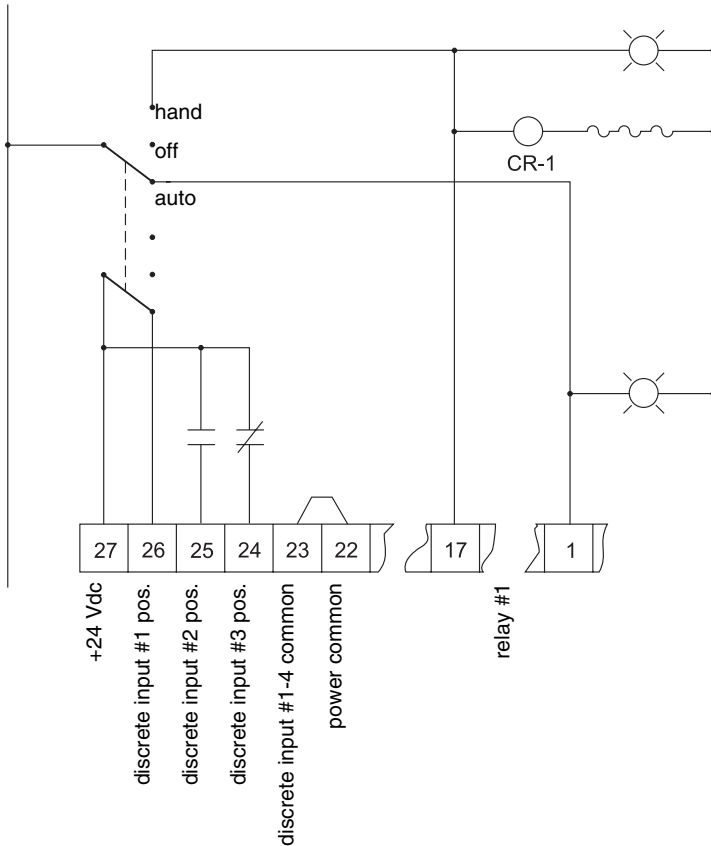 hand
off
auto
CR-1
27
26
25
24
23
22
17
1
+24 Vdc
discrete input #1 pos.
discrete input #2 pos.
discrete input #3 pos.
discrete input #1-4 common
power common
relay #1